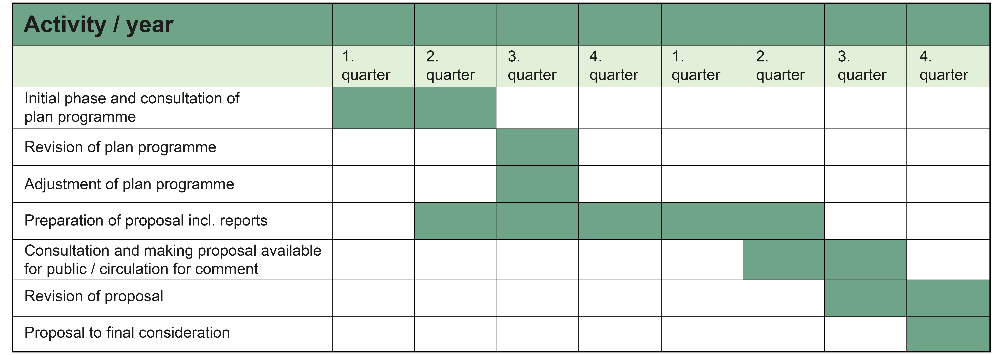 Activity / year
1.
quarter
2.
quarter
3.
quarter
4.
quarter
1.
quarter
2.
quarter
3.
quarter
4.
quarter
Initial phase and consultation of
plan programme
Revision of plan programme
Adjustment of plan programme
Preparation of proposal incl. reports
Consultation and making proposal available
for public / circulation for comment
Revision of proposal
Proposal to final consideration